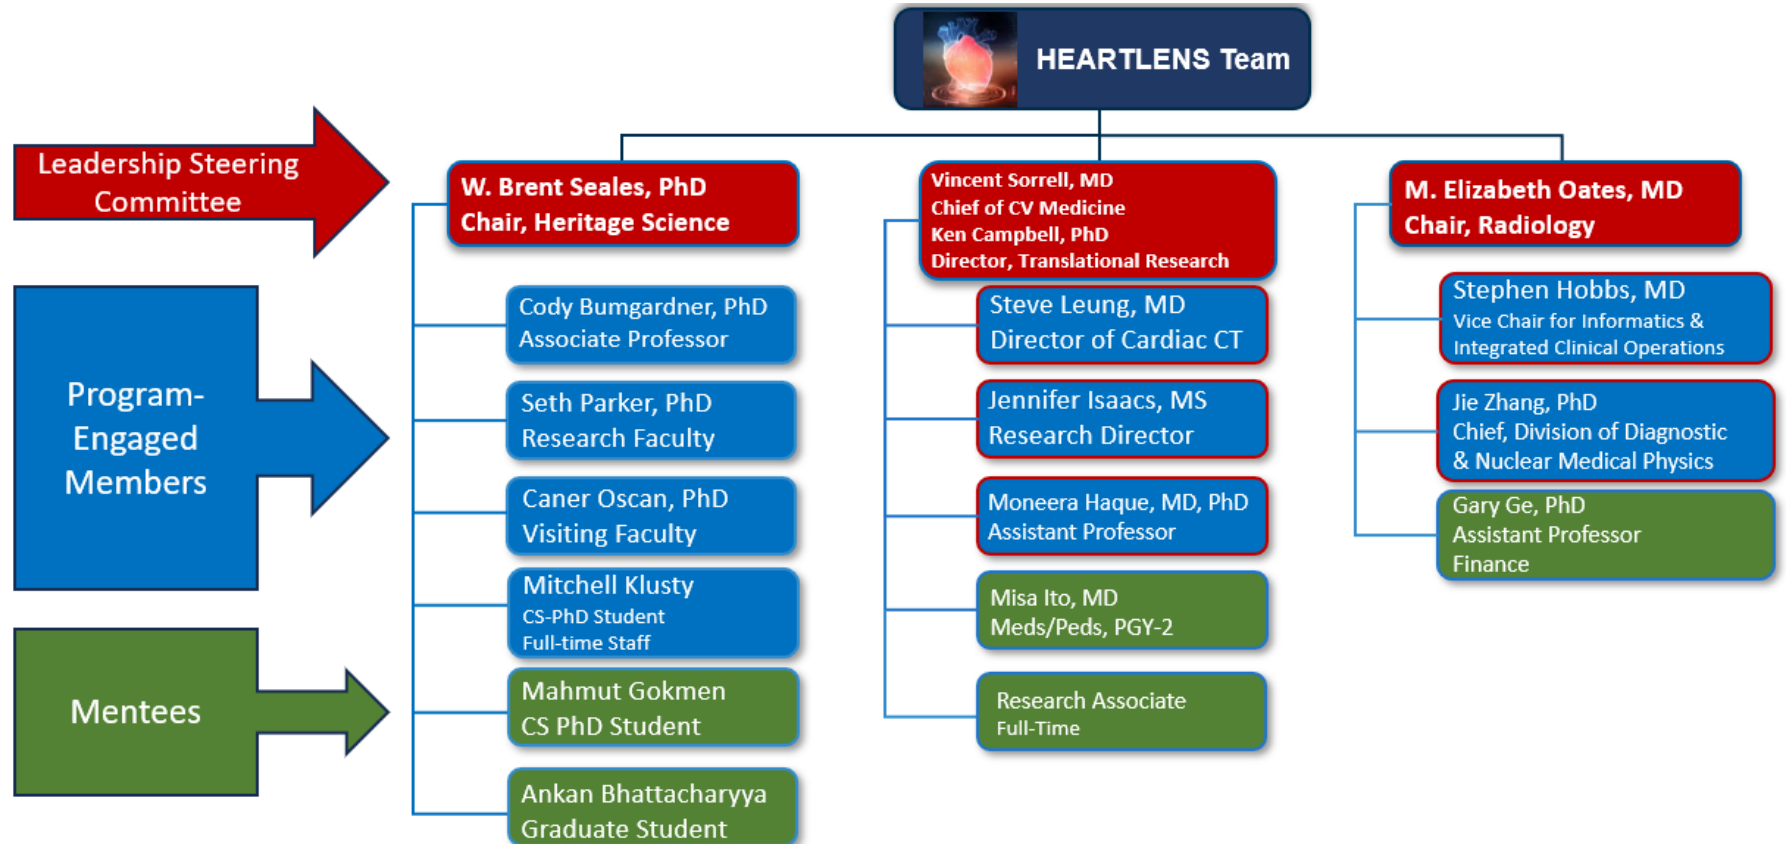 HEARTLENS Team
Leadership Steering
Committee
W. Brent Seales, PhD
Chair, Heritage Science
Vincent Sorrell, MD
Chief of CV Medicine
Ken Campbell, PhD
Director, Translational Research
M. Elizabeth Oates, MD
Chair, Radiology
Program-
Engaged
Members
Cody Bumgardner, PhD
Associate Professor
Seth Parker, PhD
Research Faculty
Caner Oscan, PhD
Visiting Faculty
Mitchell Klusty
CS-PhD Student
Full-time Staff
Mentees
Mahmut Gokmen
CS PhD Student
Ankan Bhattacharyya
Graduate Student
Steve Leung, MD
Director of Cardiac CT
Jennifer Isaacs, MS
Research Director
Moneera Haque, MD, PhD
Assistant Professor
Misa Ito, MD
Meds/Peds, PGY-2
Research Associate
Full-Time
Stephen Hobbs, MD
Vice Chair for Informatics &
Integrated Clinical Operations
Jie Zhang, PhD
Chief, Division of Diagnostic
& Nuclear Medical Physics
Gary Ge, PhD
Assistant Professor
Finance